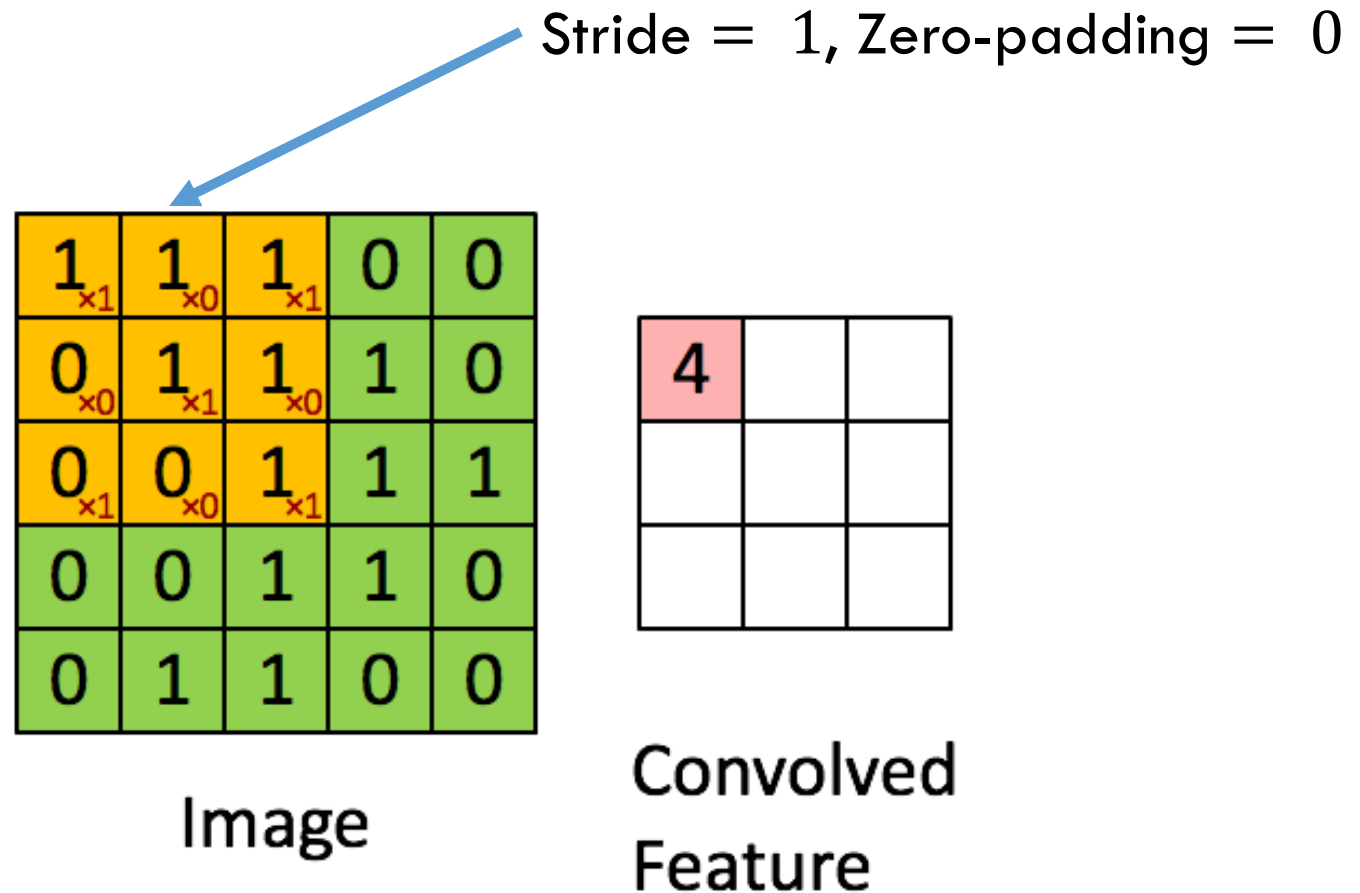 Stride = 1, Zero-padding = 0
1×1 1×0 1×1 0 0
0×0 1×1 1×0 1 0
0×1 0×0 1×1 1 1
0 0 1 1 0
0 1 1 0 0
4
Image
Convolved
Feature